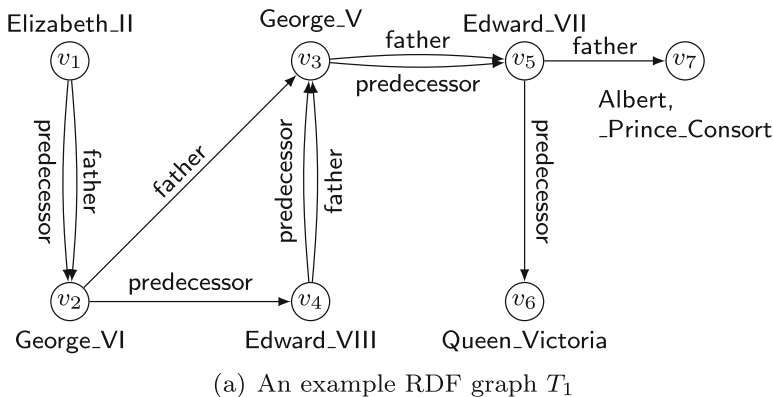 Elizabeth_II
George_V
Edward_VII
v1
v3
father
predecessor
v5
father
v7
Albert,
_Prince_Consort
predecessor
father
father
predecessor
father
predecessor
predecessor
v2
v4
v6
George_VI
Edward_VIII
Queen_Victoria
(a) An example RDF graph T1